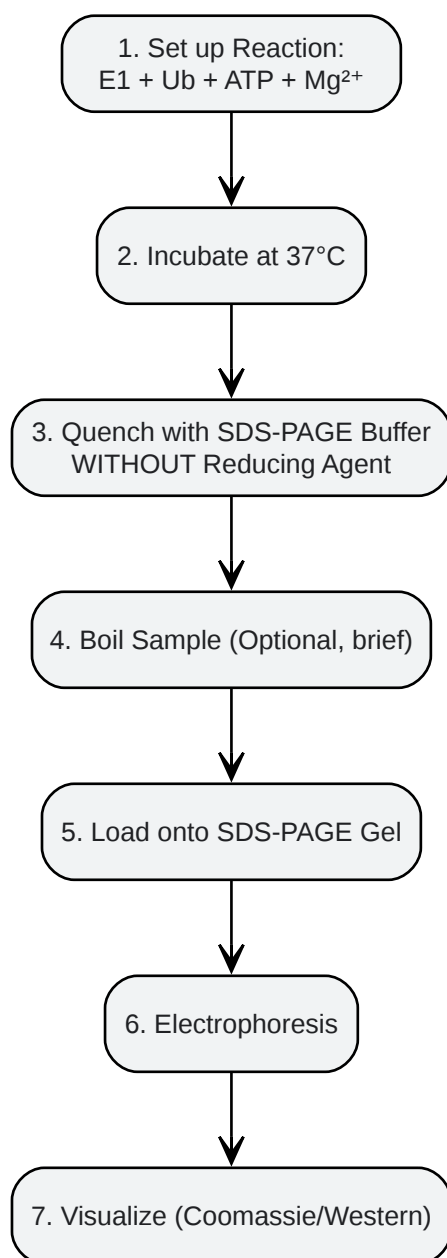 1. Set up Reaction:
E1 + Ub + ATP + Mg²⁺
2. Incubate at 37°C
3. Quench with SDS-PAGE Buffer
WITHOUT Reducing Agent
4. Boil Sample (Optional, brief)
5. Load onto SDS-PAGE Gel
6. Electrophoresis
7. Visualize (Coomassie/Western)